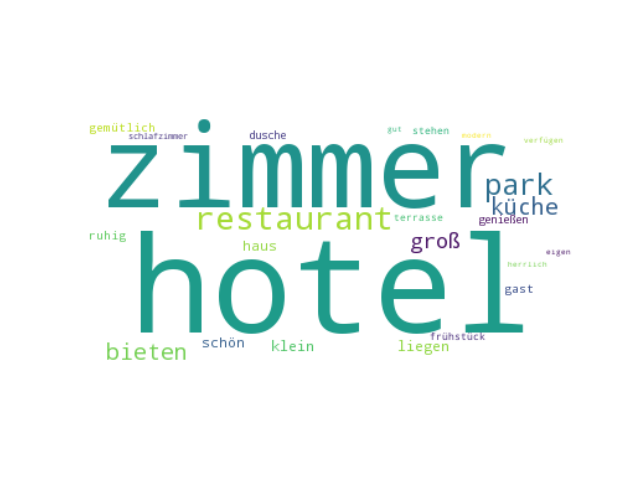 gemütlich
schlafzimmer
dusche
gut
stehen
modern
verfügen
zimmer
park
küche
restaurant
terrasse
genießen
ruhig
haus
groß
eigen
herrlich
hotel
gast
bieten
schön
klein
liegen
frühstück